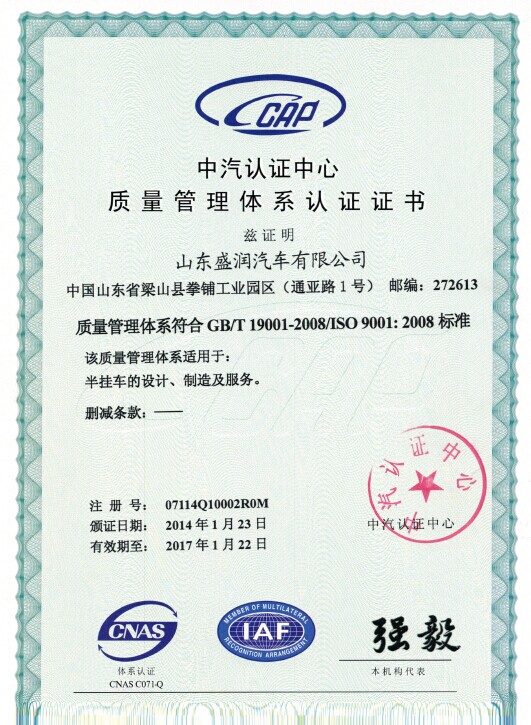 CCAP
中汽认证中心
质量管理体系认证证书
兹证明
山东盛润汽车有限公司
中国山东省梁山县拳铺工业园区（通亚路1号） 邮编：272613
质量管理体系符合 GB/T 19001-2008/ISO 9001: 2008 标准
该质量管理体系适用于：
半挂车的设计、制造及服务。
删减条款：——
中汽认证中心
注 册 号： 07114Q10002R0M
颁证日期： 2014 年 1 月 23 日
中汽认证中心
有效期至： 2017 年 1 月 22 日
CNAS
体系认证
CNAS C071-Q
MEMBER OF MULTILATERAL
IAF
RECOGNITION ARRANGEMENT
强毅
本机构代表